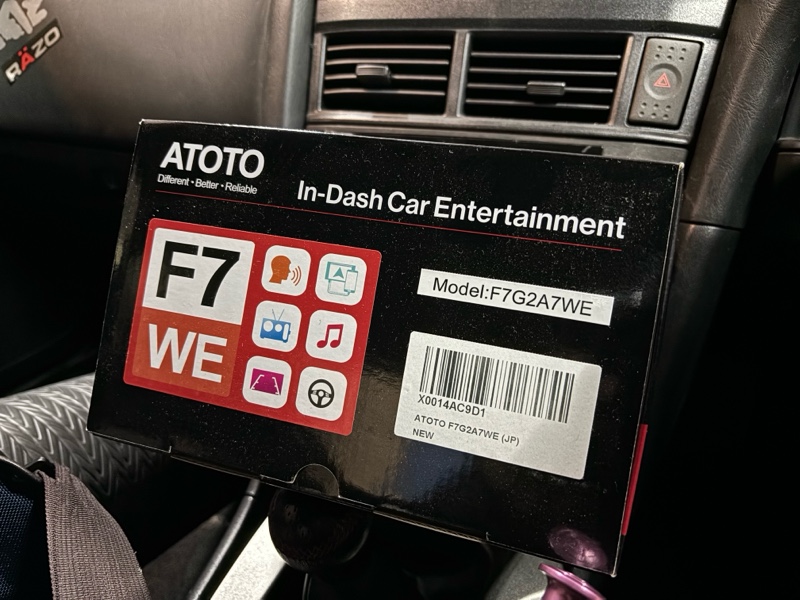 RÄZO
ATOTO
Different • Better • Reliable
In-Dash Car Entertainment
F7
WE
Model:F7G2A7WE
X0014AC9D1
ATOTO F7G2A7WE (JP)
NEW